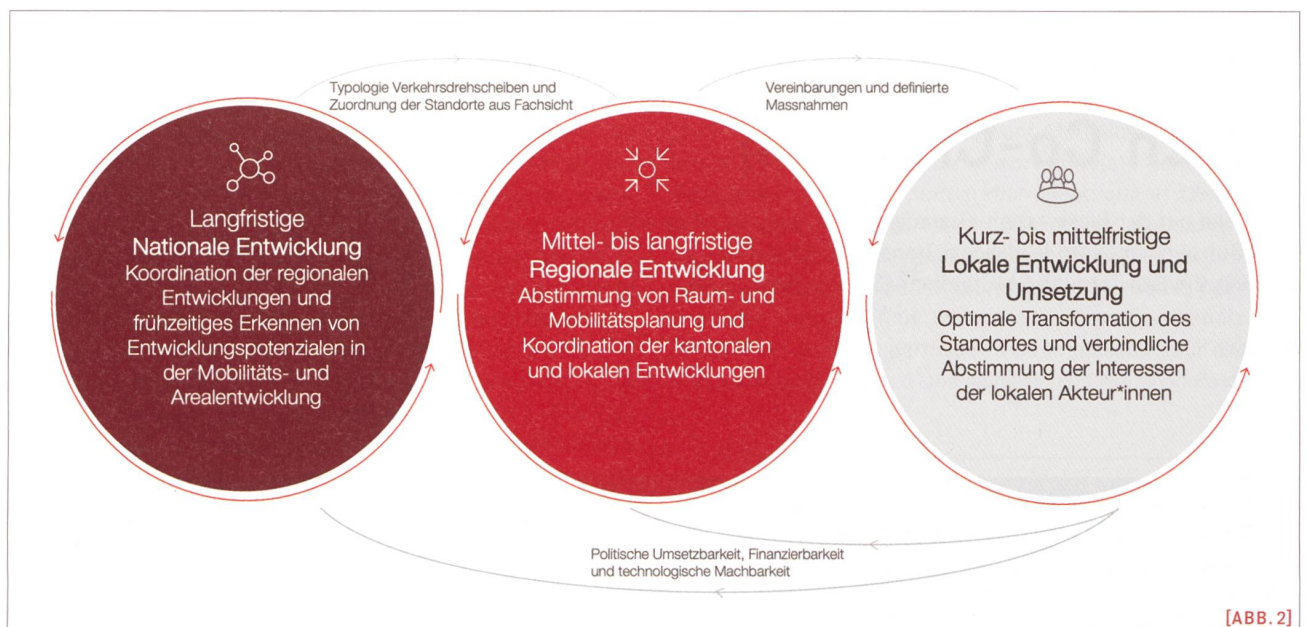 Typologie Verkehrsdrehscheiben und
Zuordnung der Standorte aus Fachsicht
Vereinbarungen und definierte
Massnahmen
Langfristige
Nationale Entwicklung
Koordination der regionalen
Entwicklungen und
frühzeitiges Erkennen von
Entwicklungspotenzialen in
der Mobilitäts- und
Arealentwicklung
Mittel- bis langfristige
Regionale Entwicklung
Abstimmung von Raum- und
Mobilitätsplanung und
Koordination der kantonalen
und lokalen Entwicklungen
Kurz- bis mittelfristige
Lokale Entwicklung und
Umsetzung
Optimale Transformation des
Standortes und verbindliche
Abstimmung der Interessen
der lokalen Akteur*innen
Politische Umsetzbarkeit, Finanzierbarkeit
und technologische Machbarkeit
[ABB. 2]